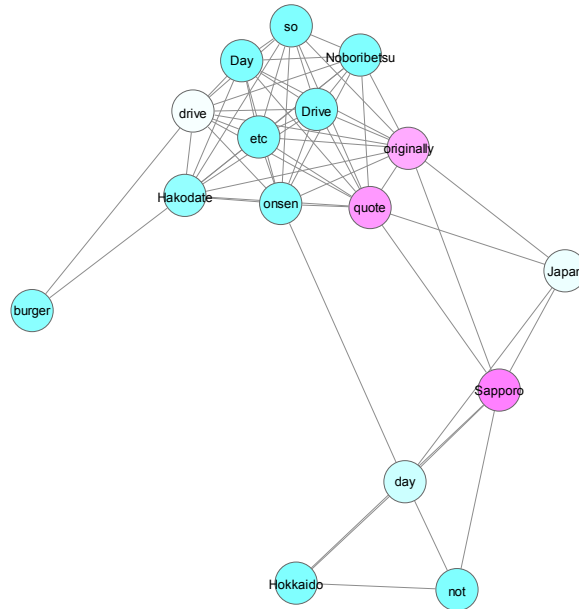 so
Day
Noboribetsu
drive
Drive
etc
originally
Hakodate
onsen
quote
Japan
burger
Sapporo
day
Hokkaido
not